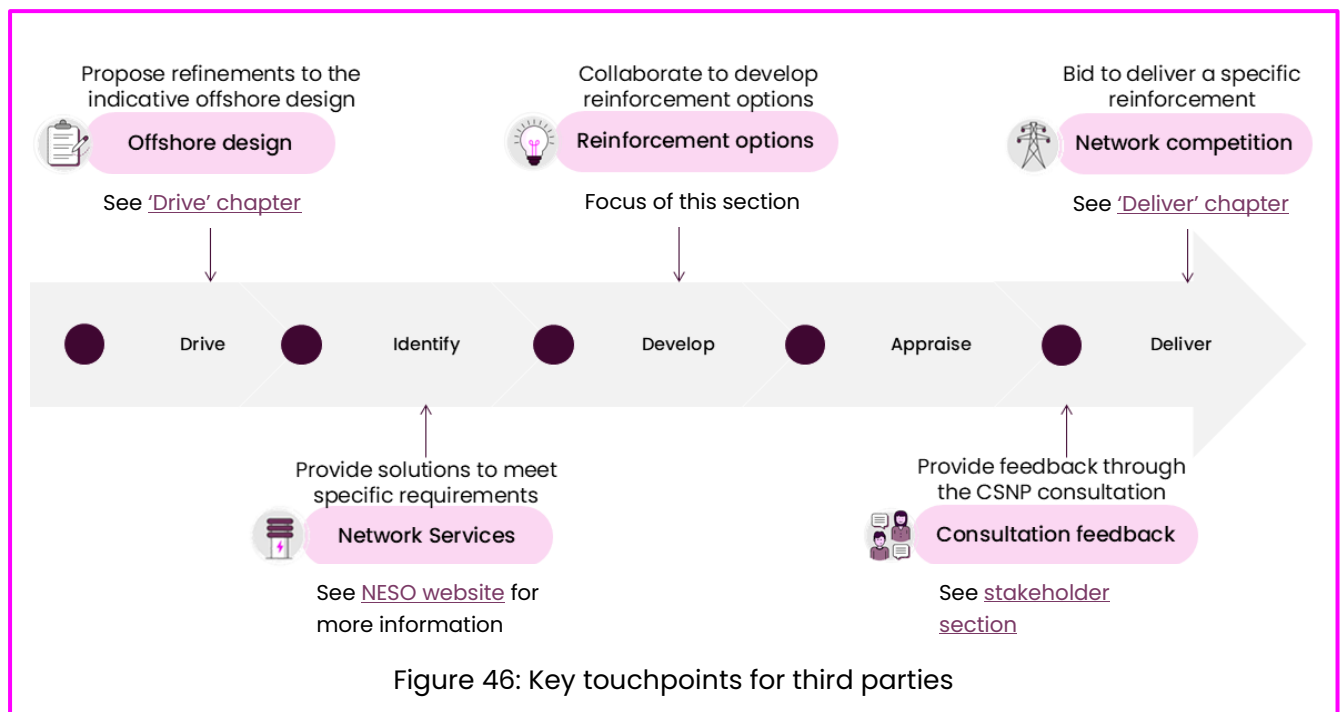 Propose refinements to the
indicative offshore design
Offshore design
See 'Drive' chapter
Collaborate to develop
reinforcement options
Reinforcement options
Focus of this section
Bid to deliver a specific
reinforcement
Network competition
See 'Deliver' chapter
Drive
Identify
Develop
Appraise
Deliver
Provide solutions to meet
specific requirements
Network Services
See NESO website for
more information
Provide feedback through
the CSNP consultation
Consultation feedback
See stakeholder
section
Figure 46: Key touchpoints for third parties